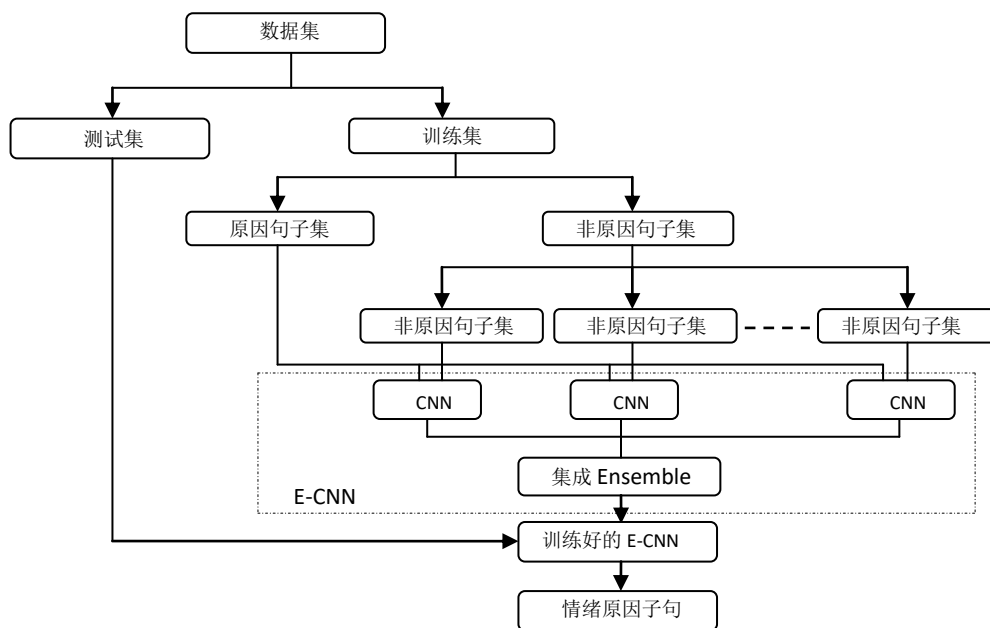 数据集
测试集
训练集
原因句子集
非原因句子集
非原因句子集
非原因句子集
非原因句子集
CNN
CNN
CNN
集成 Ensemble
E-CNN
训练好的 E-CNN
情绪原因子句